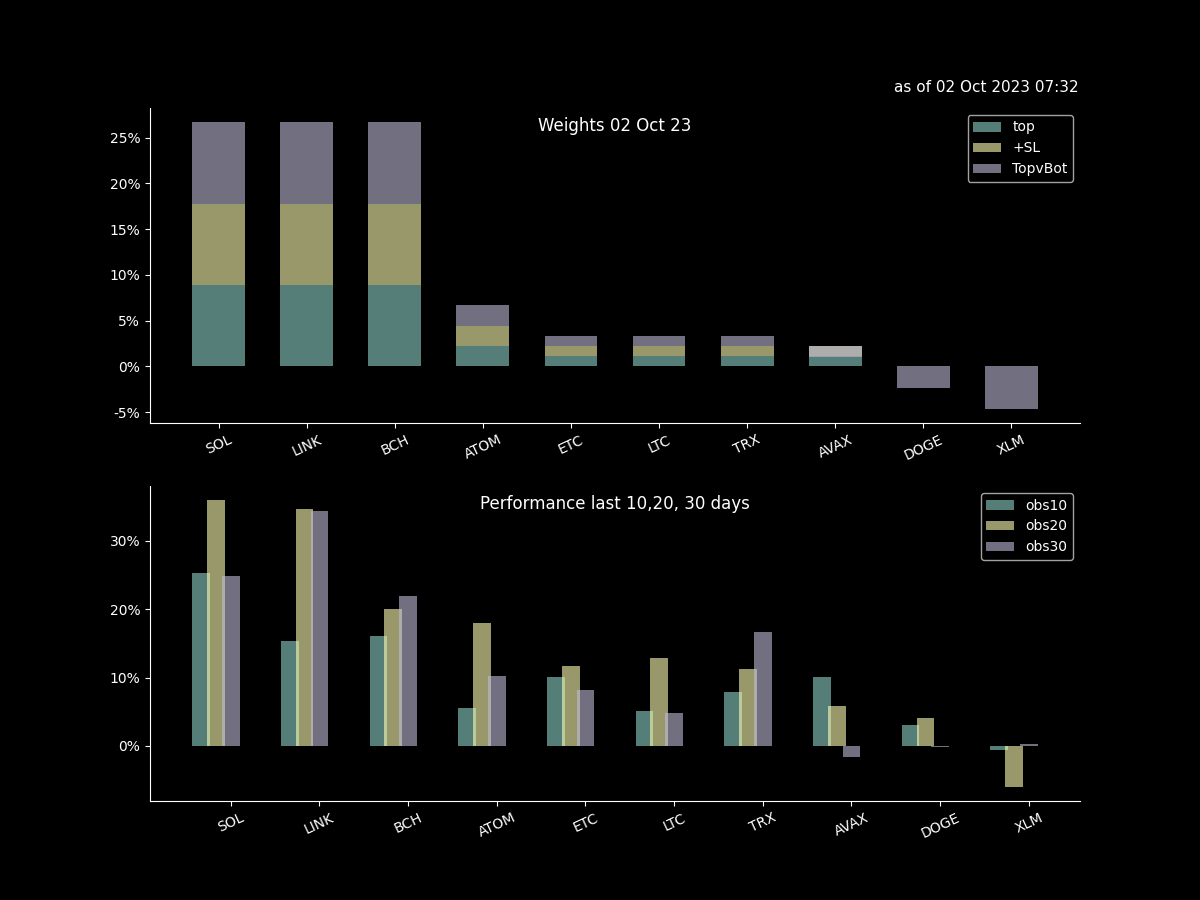 as of 02 Oct 2023 07:32
Weights 02 Oct 23
top
+SL
TopvBot
25%
20%
15%
10%
5%
0%
-5%
SOL LINK BCH ATOM ETC LTC TRX AVAX DOGE XLM
Performance last 10,20, 30 days
obs10
obs20
obs30
30%
20%
10%
0%
SOL LINK BCH ATOM ETC LTC TRX AVAX DOGE XLM